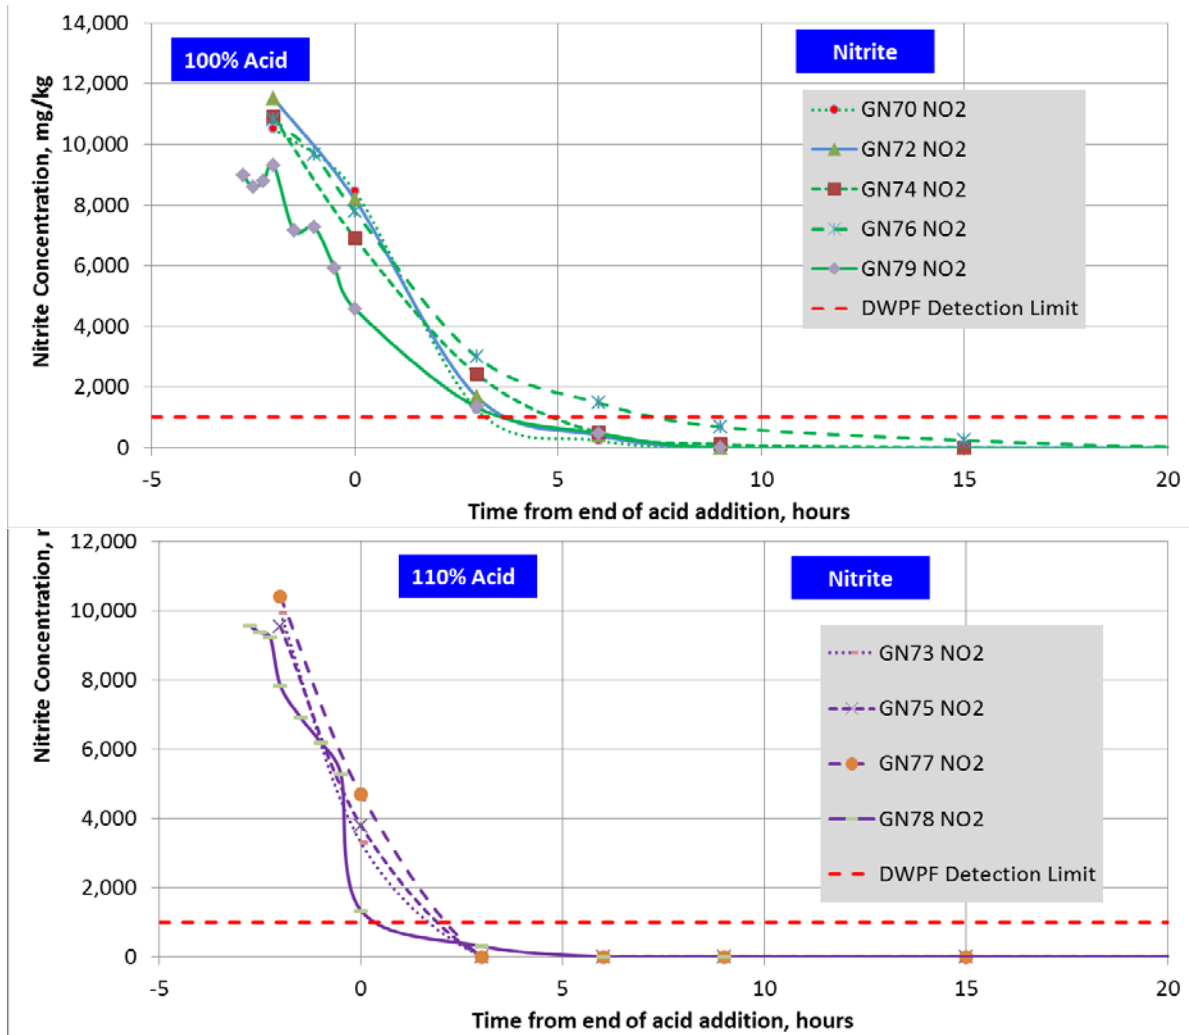 14,000
12,000
10,000
8,000
6,000
4,000
2,000
0
Nitrite Concentration, mg/kg
100% Acid
Nitrite
GN70 NO2
GN72 NO2
GN74 NO2
GN76 NO2
GN79 NO2
DWPF Detection Limit
-5 0 5 10 15 20
Time from end of acid addition, hours
12,000
10,000
8,000
6,000
4,000
2,000
0
Nitrite Concentration,
110% Acid
Nitrite
GN73 NO2
GN75 NO2
GN77 NO2
GN78 NO2
DWPF Detection Limit
-5 0 5 10 15 20
Time from end of acid addition, hours